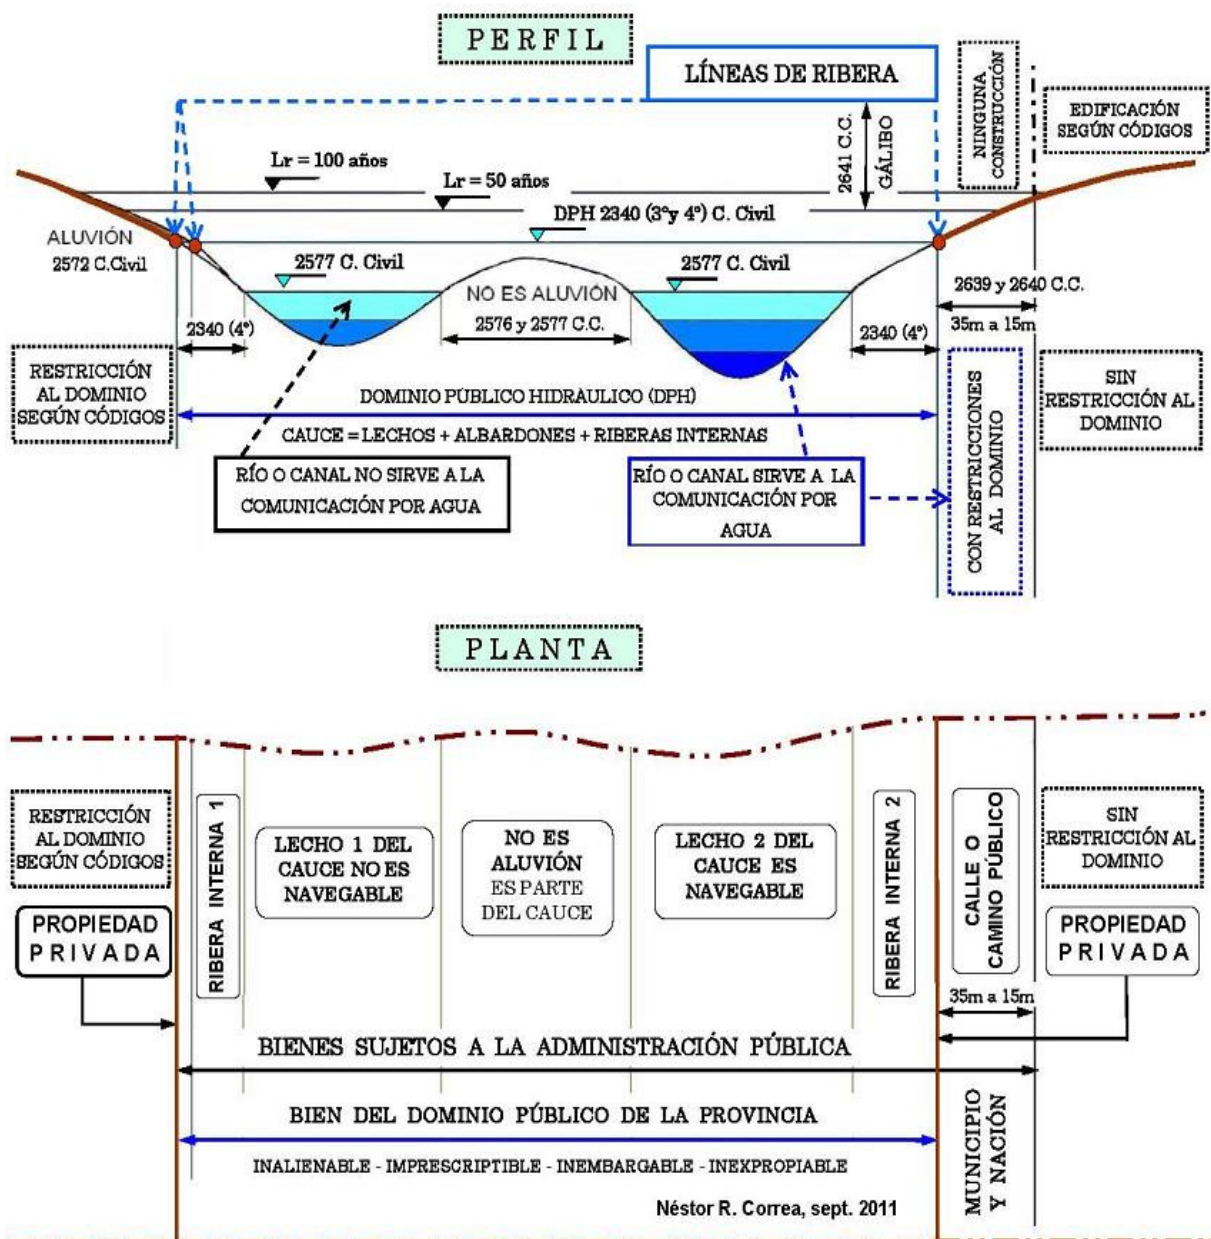 PERFIL
LÍNEAS DE RIBERA
NINGUNA
CONSTRUCCIÓN
EDIFICACIÓN
SEGÚN CÓDIGOS
2641 C.C.
GÁLIBO
Lr = 100 años
Lr = 50 años
DPH 2340 (3º y 4º) C. Civil
ALUVIÓN
2572 C.Civil
2577 C. Civil
2577 C. Civil
NO ES ALUVIÓN
2576 y 2577 C.C.
2639 y 2640 C.C.
35m a 15m
2340 (4º)
2340 (4º)
RESTRICCIÓN
AL DOMINIO
SEGÚN CÓDIGOS
DOMINIO PÚBLICO HIDRÀULICO (DPH)
CAUCE = LECHOS + ALBARDONES + RIBERAS INTERNAS
SIN
RESTRICCIÓN AL
DOMINIO
RÍO O CANAL NO SIRVE A LA
COMUNICACIÓN POR AGUA
RÍO O CANAL SIRVE A LA
COMUNICACIÓN POR
AGUA
CON RESTRICCIONES
AL DOMINIO
PLANTA
RESTRICCIÓN
AL DOMINIO
SEGÚN CÓDIGOS
PROPIEDAD
PRIVADA
RIBERA INTERNA 1
LECHO 1 DEL
CAUCE NO ES
NAVEGABLE
NO ES
ALUVIÓN
ES PARTE
DEL CAUCE
LECHO 2 DEL
CAUCE ES
NAVEGABLE
RIBERA INTERNA 2
CALLE O
CAMINO PÚBLICO
SIN
RESTRICCIÓN AL
DOMINIO
PROPIEDAD
PRIVADA
35m a 15m
BIENES SUJETOS A LA ADMINISTRACIÓN PÚBLICA
BIEN DEL DOMINIO PÚBLICO DE LA PROVINCIA
INALIENABLE - IMPRESCRIPTIBLE - INEMBARGABLE - INEXPROPIABLE
MUNICIPIO
Y NACIÓN
Néstor R. Correa, sept. 2011